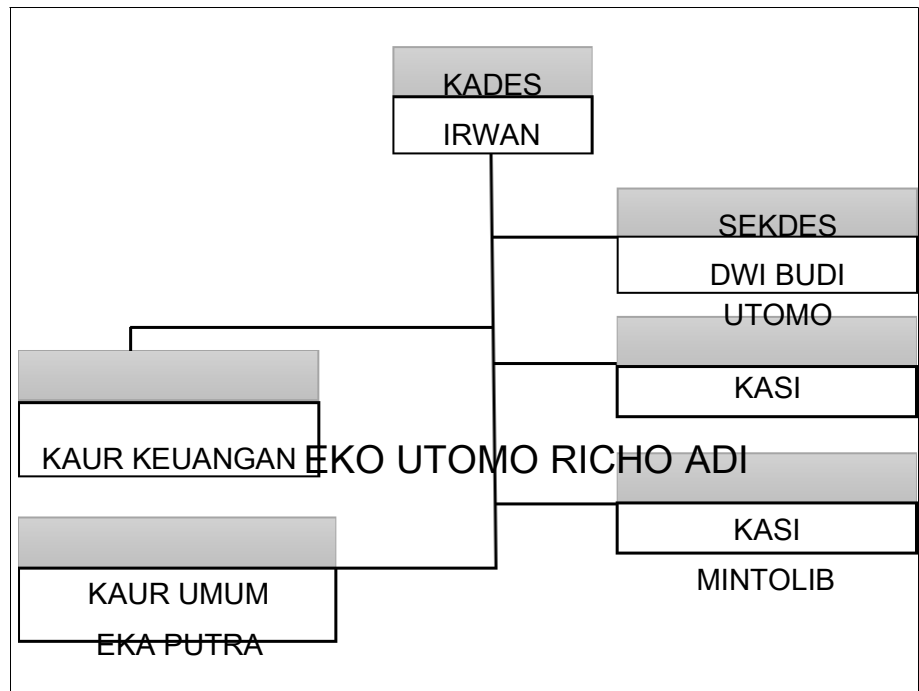 KADES
IRWAN
SEKDES
DWI BUDI
UTOMO
KASI
KAUR KEUANGAN EKO UTOMO RICHO ADI
KASI
MINTOLIB
KAUR UMUM
EKA PUTRA